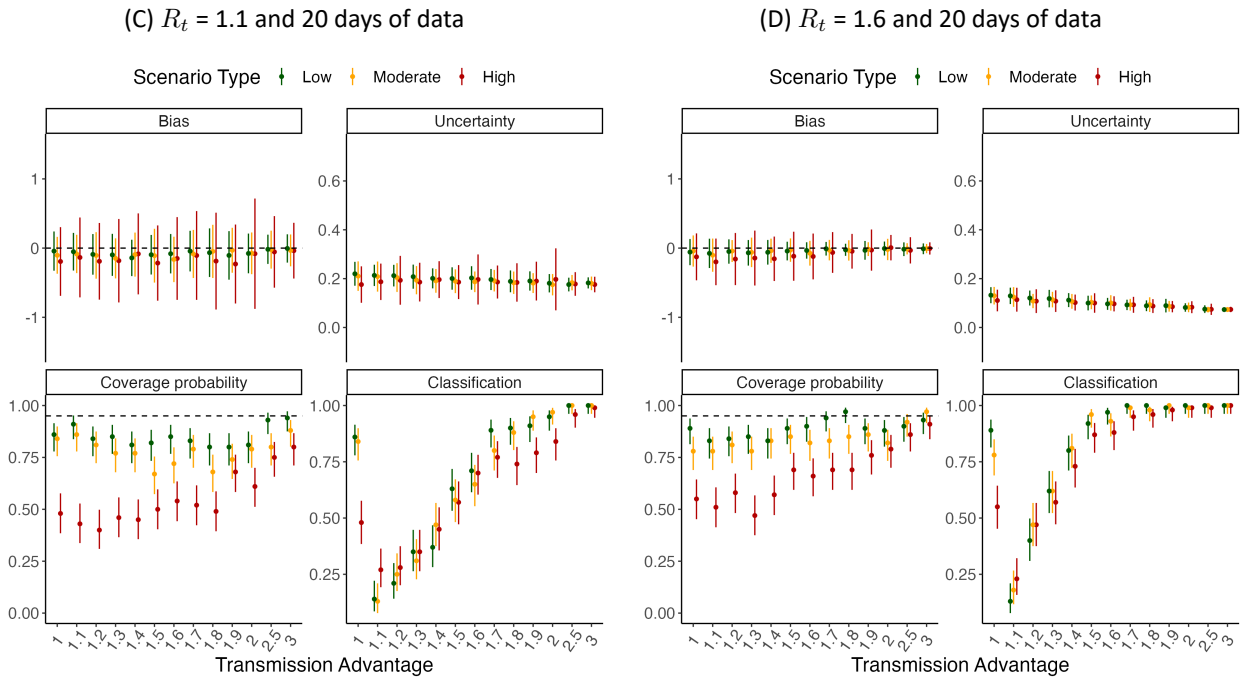 (C) R_t = 1.1 and 20 days of data
Scenario Type Low Moderate High
Bias Uncertainty
1
0
-1
0.6
0.4
0.2
0.0
Coverage probability Classification
1.00
0.75
0.50
0.25
0.00
1.00
0.75
0.50
0.25
1 1.1 1.2 1.3 1.4 1.5 1.6 1.7 1.8 1.9 2 2.5 3
1 1.1 1.2 1.3 1.4 1.5 1.6 1.7 1.8 1.9 2 2.5 3
Transmission Advantage
(D) R_t = 1.6 and 20 days of data
Scenario Type Low Moderate High
Bias Uncertainty
1
0
-1
0.6
0.4
0.2
0.0
Coverage probability Classification
1.00
0.75
0.50
0.25
0.00
1.00
0.75
0.50
0.25
1 1.1 1.2 1.3 1.4 1.5 1.6 1.7 1.8 1.9 2 2.5 3
1 1.1 1.2 1.3 1.4 1.5 1.6 1.7 1.8 1.9 2 2.5 3
Transmission Advantage